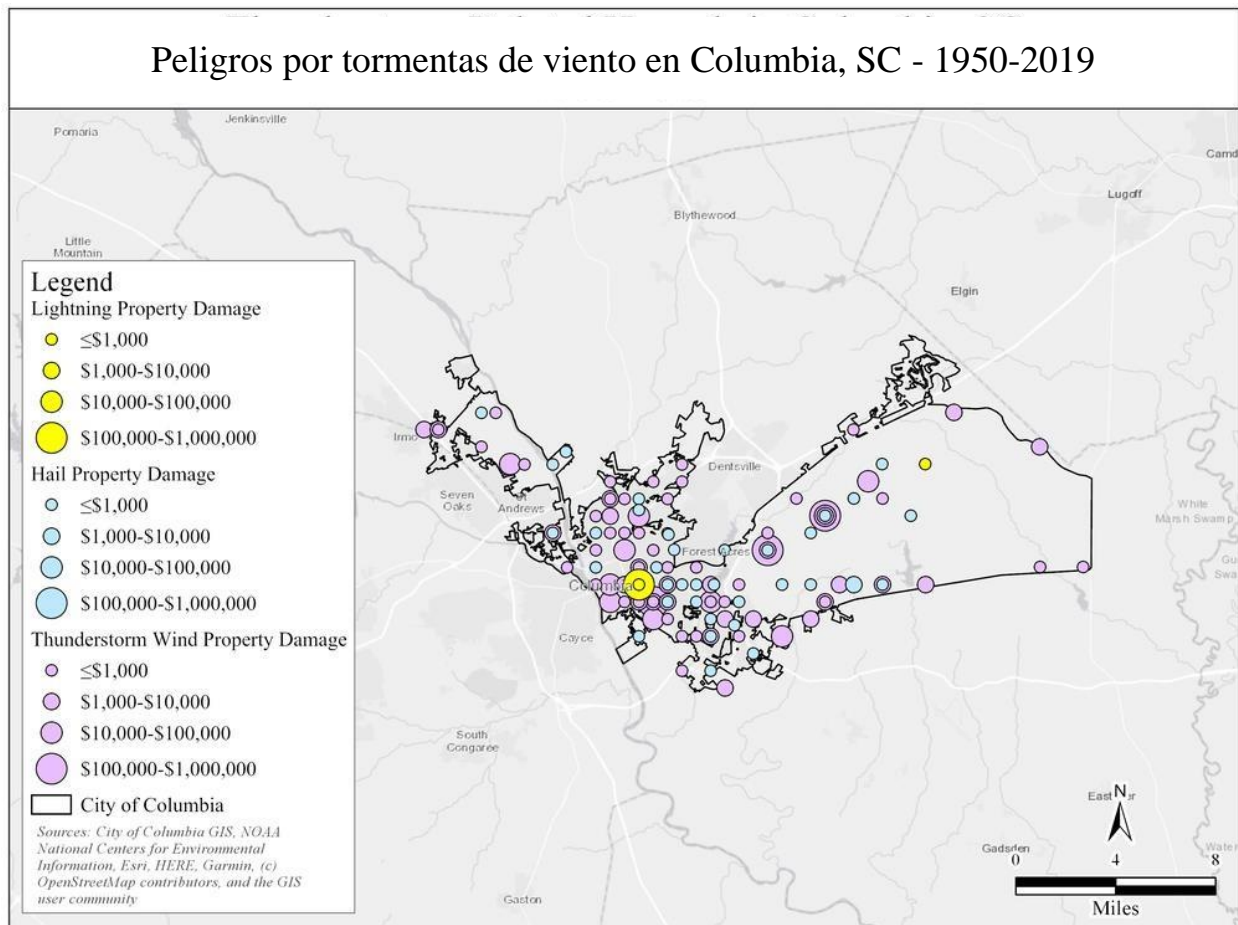 Peligros por tormentas de viento en Columbia, SC - 1950-2019
Jenkinsville
Pomaria
Lugoff
Blythewood
Little
Mountain
Elgin
Legend
Lightning Property Damage
≤$1,000
$1,000-$10,000
$10,000-$100,000
$100,000-$1,000,000
Hail Property Damage
≤$1,000
$1,000-$10,000
$10,000-$100,000
$100,000-$1,000,000
Thunderstorm Wind Property Damage
≤$1,000
$1,000-$10,000
$10,000-$100,000
$100,000-$1,000,000
City of Columbia
Sources: City of Columbia GIS, NOAA
National Centers for Environmental
Information, Esri, HERE, Garmin, (c)
OpenStreetMap contributors, and the GIS
user community
Irmo
Dentsville
Seven
Oaks
Andrews
White
Marsh Swamp
Forest Acres
Columbia
Cayce
South
Congaree
Gaston
Gadsden
N
0 4 8
Miles